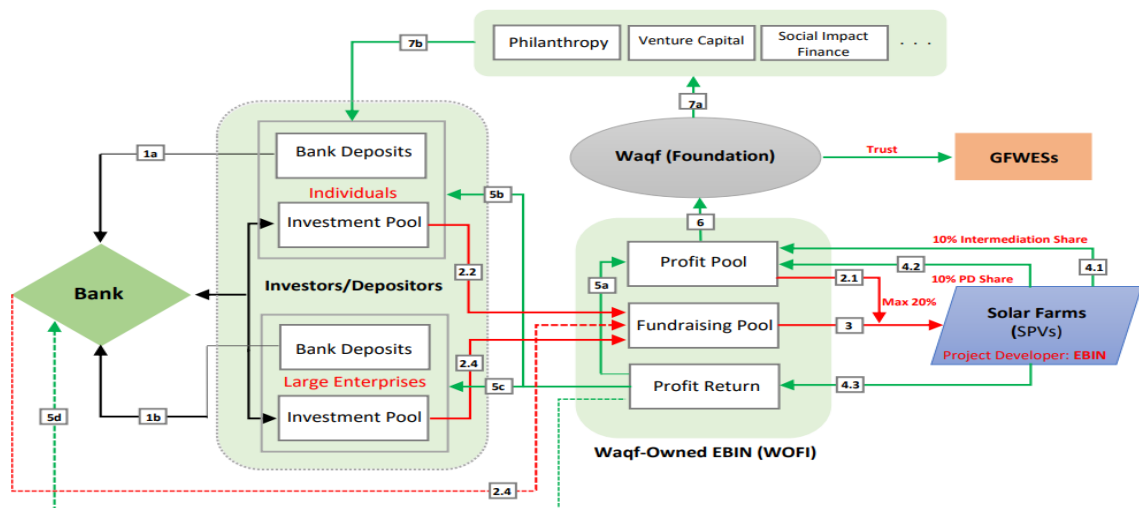 7b
Philanthropy
Venture Capital
Social Impact
Finance
. . .
7a
1a
Bank Deposits
Individuals
Investment Pool
5b
Waqf (Foundation)
Trust
GFWESs
6
2.2
Investors/Depositors
Bank
Profit Pool
5a
10% Intermediation Share
4.2
4.1
2.1
10% PD Share
Max 20%
Fundraising Pool
3
Solar Farms
(SPVs)
Project Developer: EBIN
Bank Deposits
2.4
Large Enterprises
5c
Profit Return
4.3
Investment Pool
5d
1b
Waqf-Owned EBIN (WOFI)
2.4